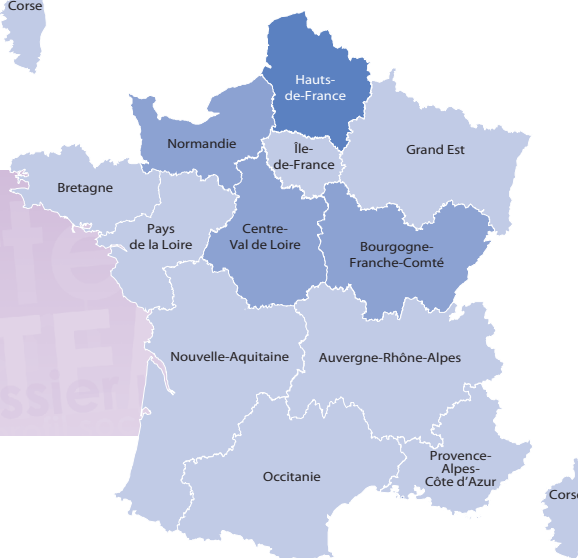 Corse
Hauts-
de-France
Normandie
Île-
de-France
Grand Est
Bretagne
Pays
de la Loire
Centre-
Val de Loire
Bourgogne-
Franche-Comté
Nouvelle-Aquitaine
Auvergne-Rhône-Alpes
Provence-
Alpes-
Côte d’Azur
Occitanie